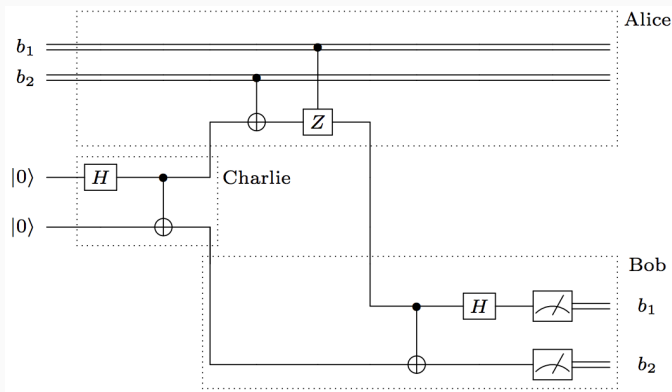 Alice
b₁
b₂
Z
|0⟩ H Charlie
|0⟩
Bob
H b₁
b₂